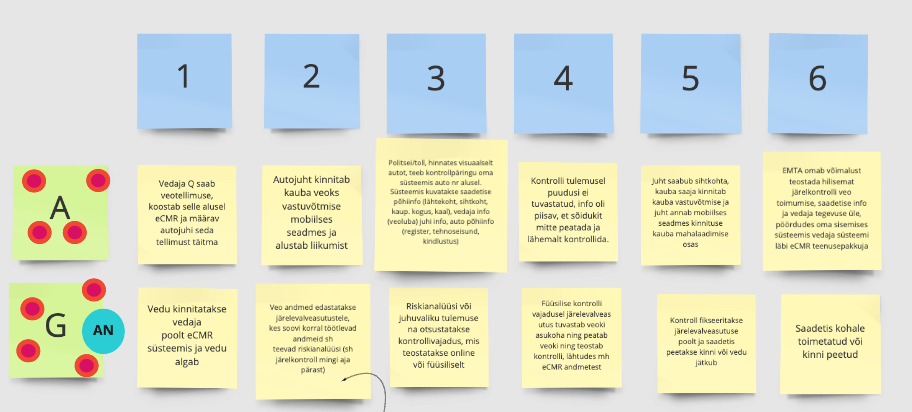 1
2
3
4
5
6
A
Vedaja Q saab
veotellimuse,
koostab selle alusel
eCMR ja määrav
autojuhi seda
tellimust täitma
Autojuht kinnitab
kauba veoks
vastuvõtmise
mobiilses
seadmes ja
alustab liikumist
Politsei/toll, hinnates visuaalselt
autot, teeb kontrollpäringu oma
süsteemis auto nr alusel.
Süsteemis kuvatakse saadetise
põhiinfo (lähtekoht, sihtkoht,
kaup. kogus, kaal), vedaja info
(veoluba) juhi info, auto põhiinfo
(register, tehnoseisund,
kindlustus)
Kontrolli tulemusel
puudusi ei
tuvastatud, info oli
piisav, et sõidukit
mitte peatada ja
lähemalt kontrollida.
Juht saabub sihtkohta,
kauba saaja kinnitab
kauba vastuvõtmise ja
juht annab mobiilses
seadmes kinnituse
kauba mahalaadimise
osas
EMTA omab võimalust
teostada hilisemat
järelkontrolli veo
toimumise, saadetise info
ja vedaja tegevuse üle,
pöördudes oma sisemises
süsteemis vedaja süsteemi
läbi eCMR teenusepakkuja
G
AN
Vedu kinnitatakse
vedaja
poolt eCMR
süsteemis ja vedu
algab
Veo andmed edastatakse
järelevalveasutustele,
kes soovi korral töötlevad
andmeid sh
teevad riskianalüüsi (sh
järelkontroll mingi aja
pärast)
Riskianalüüsi või
juhuvaliku tulemuse
na otsustatakse
kontrollivajadus, mis
teostatakse online
või füüsiliselt
Füüsilise kontrolli
vajadusel järelevalveas
utus tuvastab veoki
asukoha ning peatab
veoki ning teostab
kontrolli, lähtudes mh
eCMR andmetest
Kontroll fikseeritakse
järelevalveasutuse
poolt ja saadetis
peetakse kinni või vedu
jätkub
Saadetis kohale
toimetatud või
kinni peetud